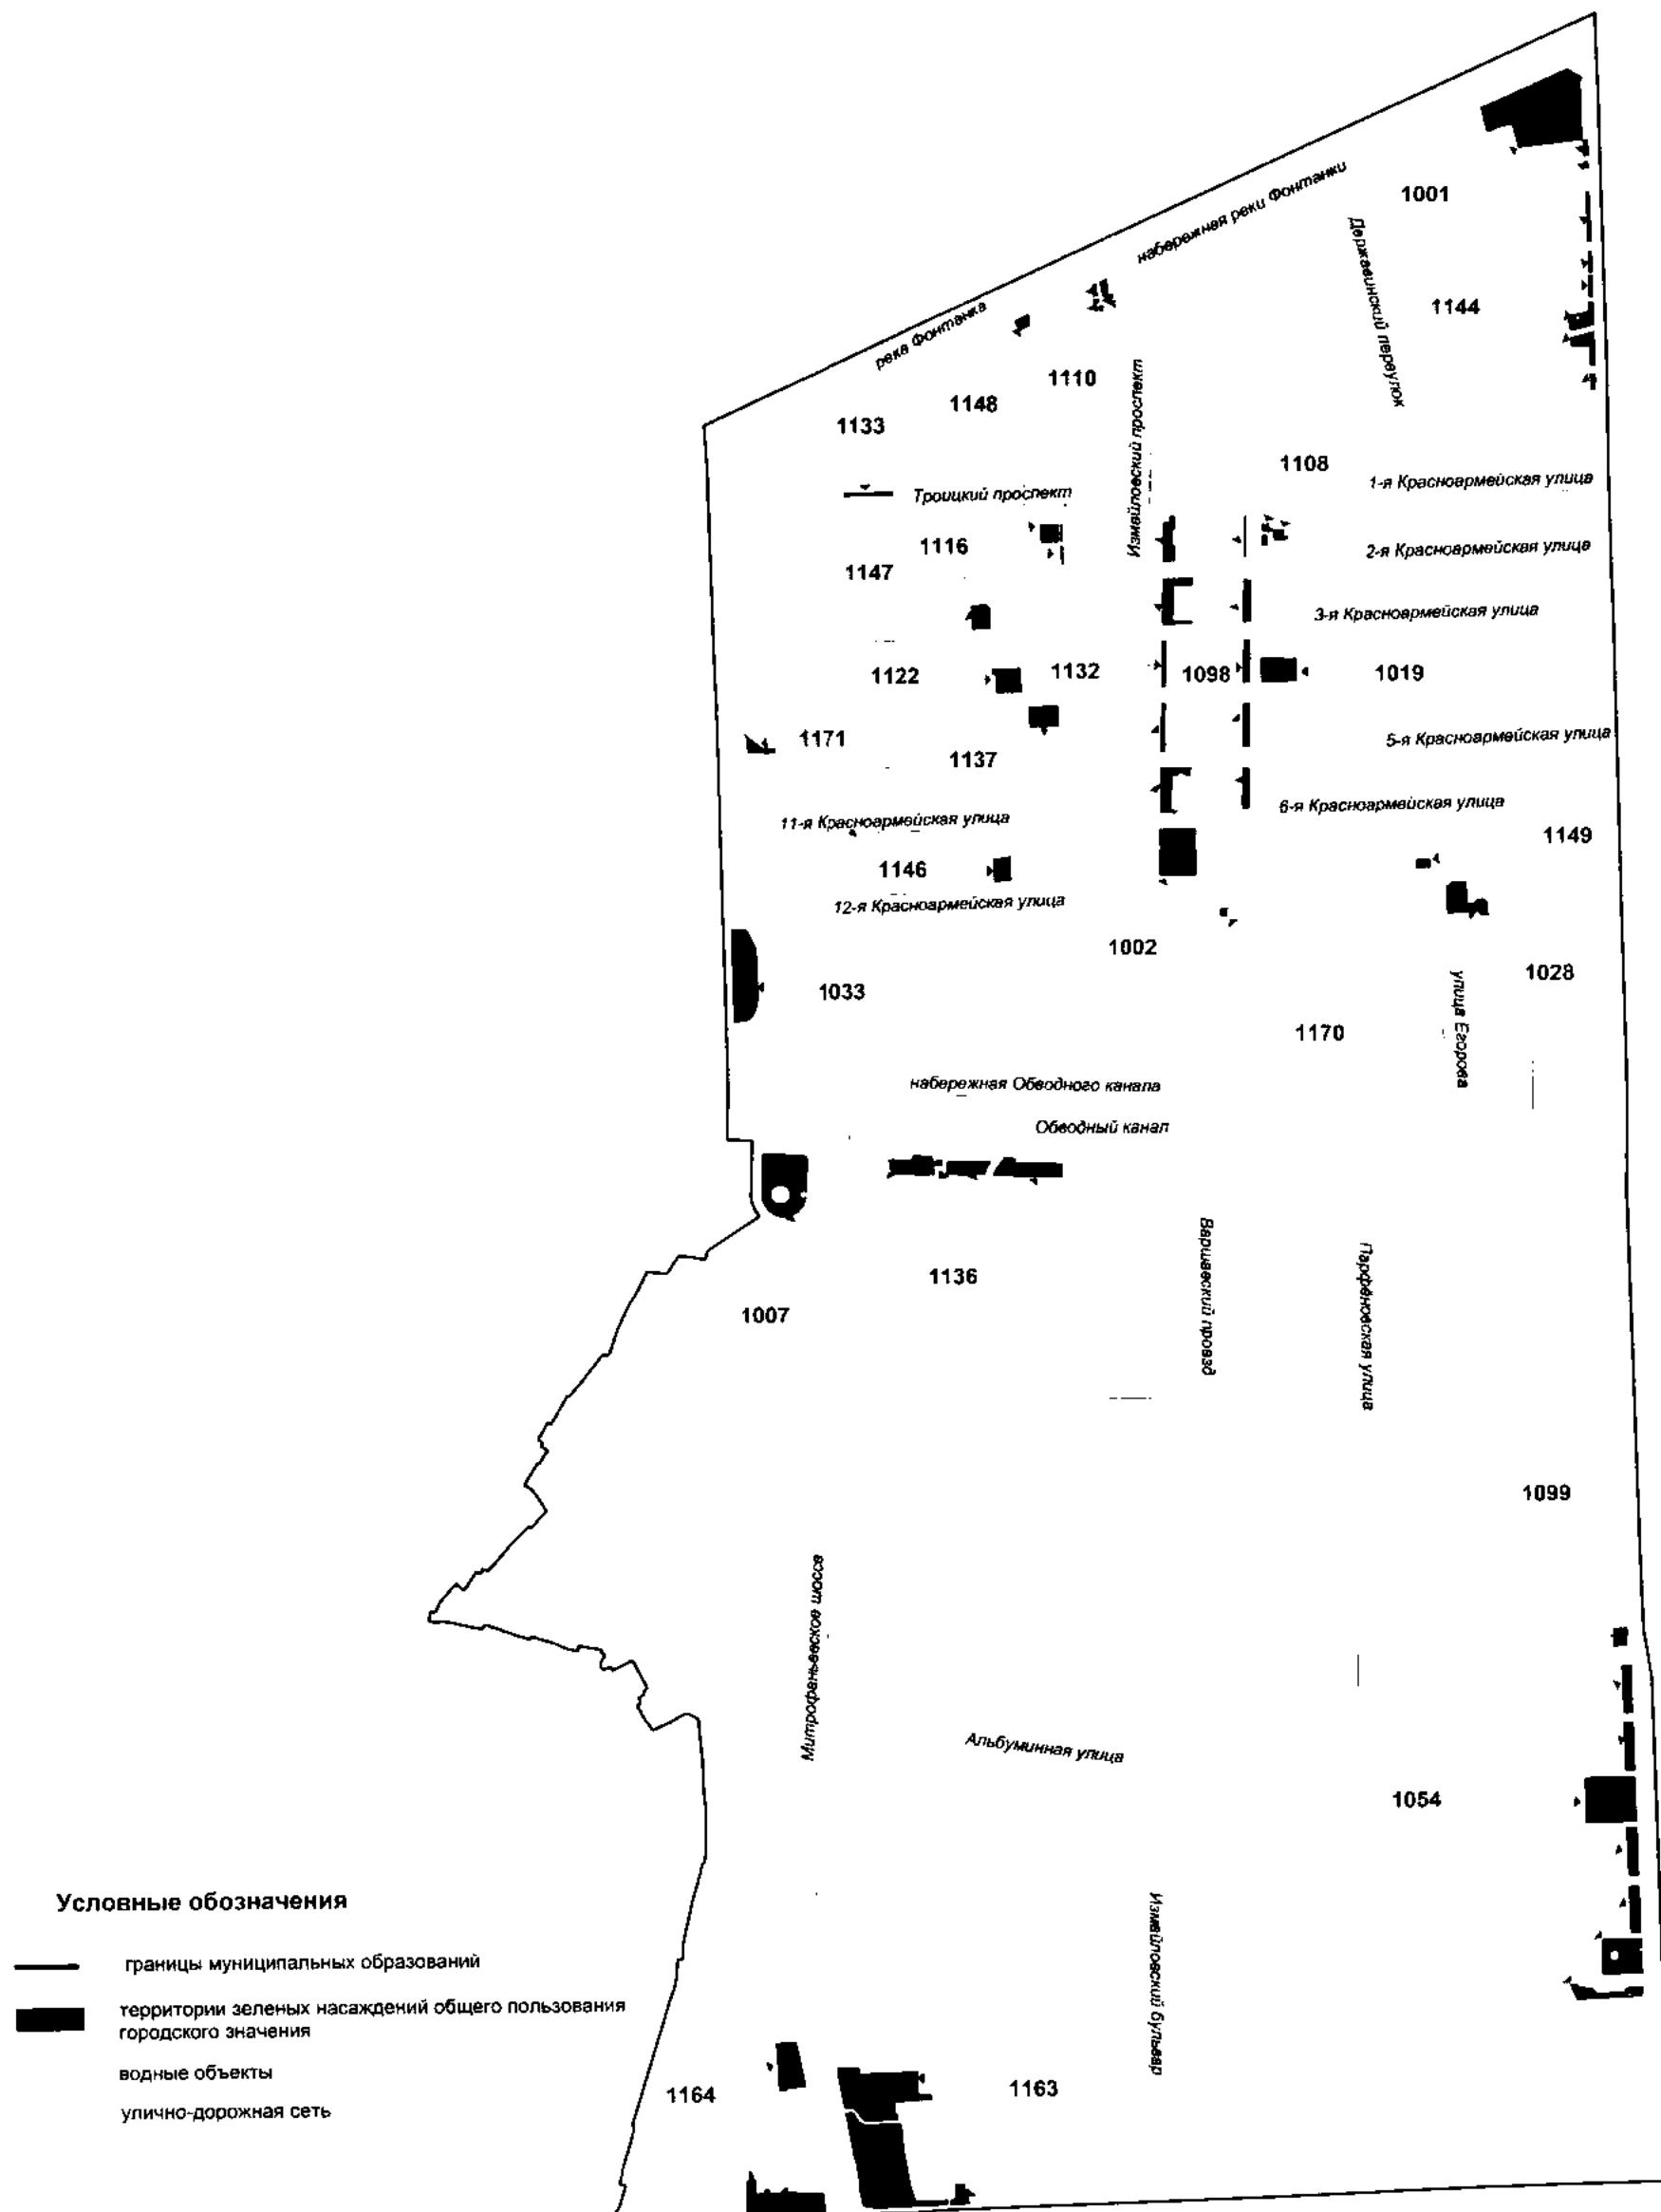 1001
набережная реки Фонтанки
Державинский переулок
1144
река Фонтанка
1110
1148
1133
Измайловский проспект
1108
1-я Красноармейская улица
Троицкий проспект
1116
2-я Красноармейская улица
1147
3-я Красноармейская улица
1122
1132
1098
1019
1171
5-я Красноармейская улица
1137
6-я Красноармейская улица
11-я Красноармейская улица
1149
1146
12-я Красноармейская улица
1002
1028
1033
улица Егорова
1170
набережная Обводного канала
Обводный канал
1136
Варшавский проезд
Парфёновская улица
1007
1099
Митрофаньевское шоссе
Альбуминная улица
1054
Условные обозначения
границы муниципальных образований
Измайловский бульвар
территории зеленых насаждений общего пользования
городского значения
водные объекты
1164
1163
улично-дорожная сеть